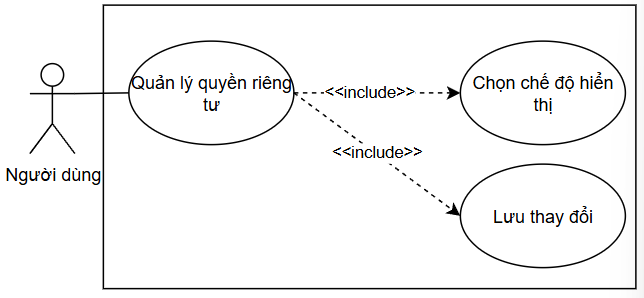 Quản lý quyền riêng
tư
<<include>>
Chọn chế độ hiển
thị
<<include>>
Người dùng
Lưu thay đổi